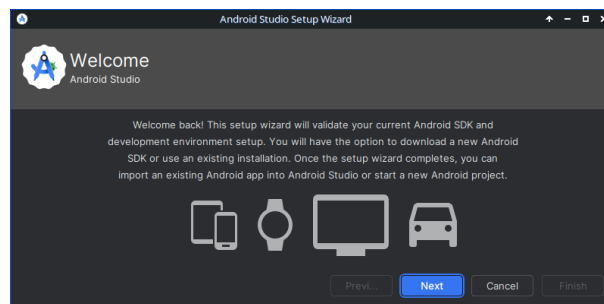 Android Studio Setup Wizard
Welcome
Android Studio
Welcome back! This setup wizard will validate your current Android SDK and
development environment setup. You will have the option to download a new Android
SDK or use an existing installation. Once the setup wizard completes, you can
import an existing Android app into Android Studio or start a new Android project.
Previ... Next Cancel Finish